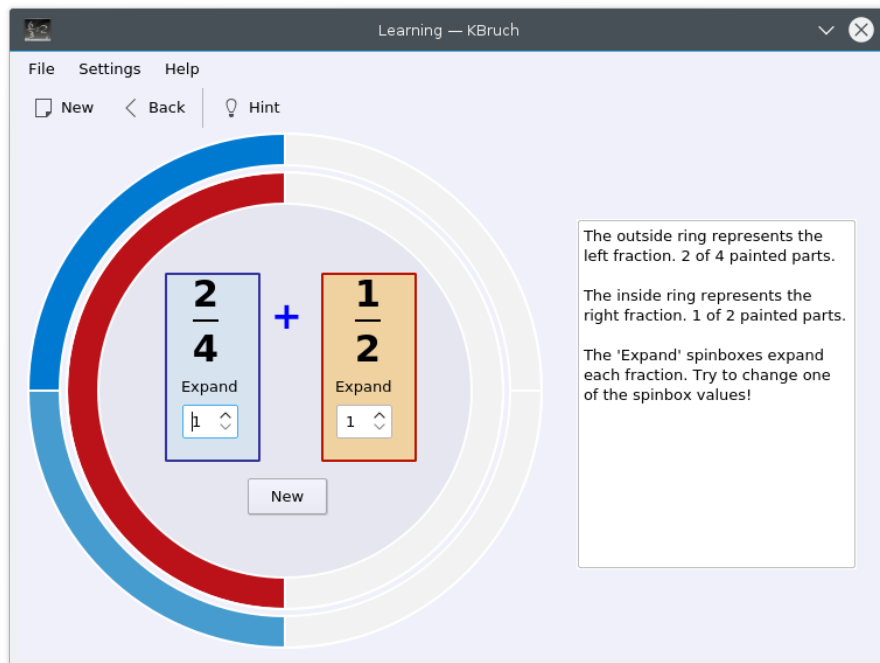 Learning — KBruch
File Settings Help
New Back Hint
2
4
Expand
1
+
1
2
Expand
1
New
The outside ring represents the
left fraction. 2 of 4 painted parts.
The inside ring represents the
right fraction. 1 of 2 painted parts.
The 'Expand' spinboxes expand
each fraction. Try to change one
of the spinbox values!